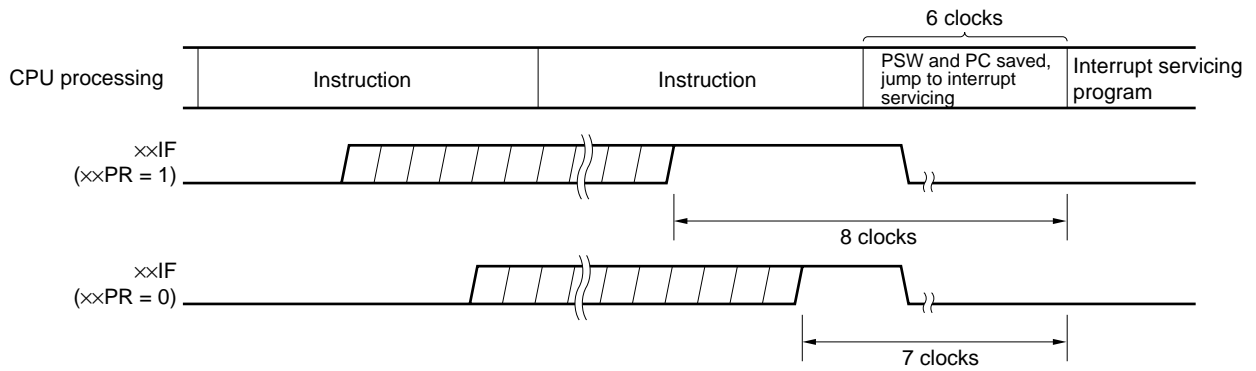 6 clocks
CPU processing
Instruction
Instruction
PSW and PC saved,
jump to interrupt
servicing
Interrupt servicing
program
××IF
(××PR = 1)
8 clocks
××IF
(××PR = 0)
7 clocks